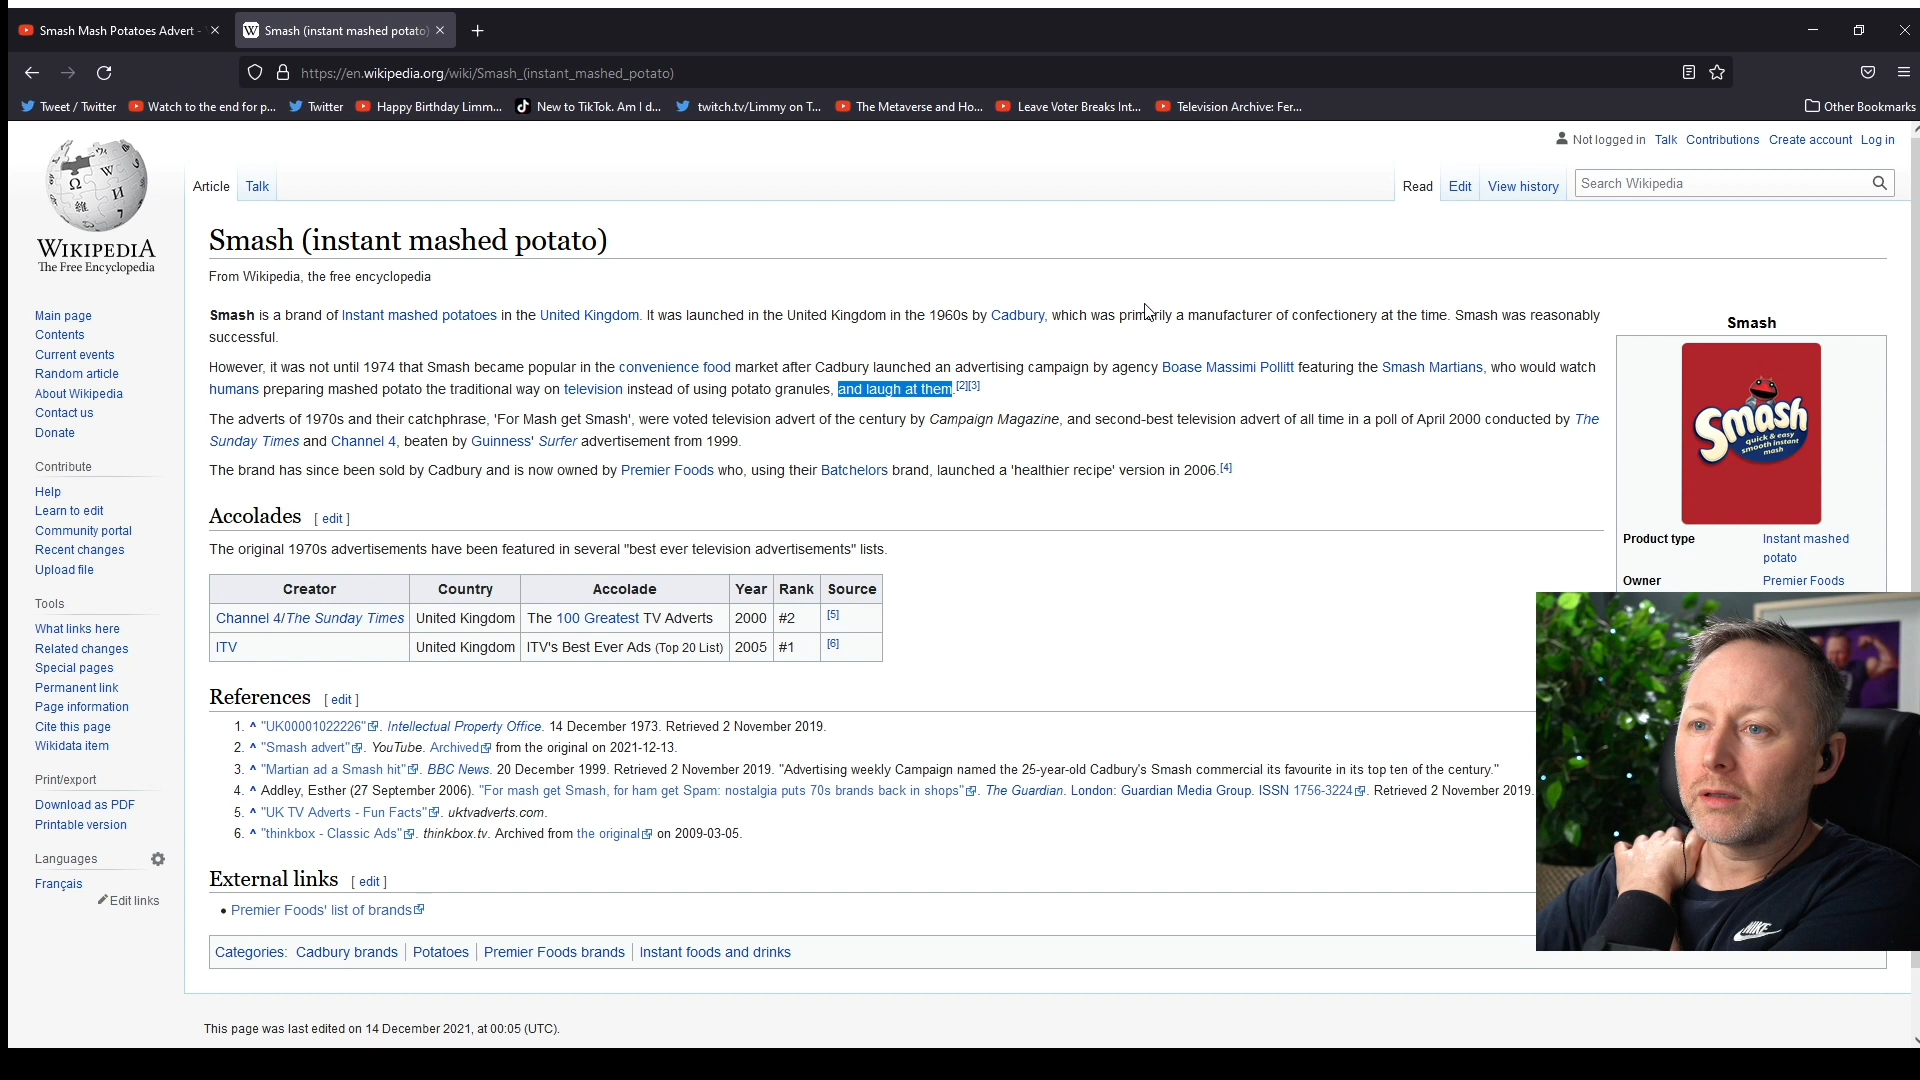 Smash Mash Potatoes Advert -
Smash (instant mashed potato)
https://en.wikipedia.org/wiki/Smash_(instant_mashed_potato)
Tweet / Twitter
Watch to the end for p...
Twitter
Happy Birthday Limm...
New to TikTok. Am I d...
twitch.tv/Limmy on T...
The Metaverse and Ho...
Leave Voter Breaks Int...
Television Archive: Fer...
Other Bookmarks
Not logged in Talk Contributions Create account Log in
Article Talk
Read Edit View history
Search Wikipedia
WIKIPEDIA
The Free Encyclopedia
Main page
Contents
Current events
Random article
About Wikipedia
Contact us
Donate
Contribute
Help
Learn to edit
Community portal
Recent changes
Upload file
Tools
What links here
Related changes
Special pages
Permanent link
Page information
Cite this page
Wikidata item
Print/export
Download as PDF
Printable version
Languages
Français
Edit links
Smash (instant mashed potato)
From Wikipedia, the free encyclopedia
Smash is a brand of Instant mashed potatoes in the United Kingdom. It was launched in the United Kingdom in the 1960s by Cadbury, which was primarily a manufacturer of confectionery at the time. Smash was reasonably
successful.
However, it was not until 1974 that Smash became popular in the convenience food market after Cadbury launched an advertising campaign by agency Boase Massimi Pollitt featuring the Smash Martians, who would watch
humans preparing mashed potato the traditional way on television instead of using potato granules, and laugh at them.[2][3]
The adverts of 1970s and their catchphrase, 'For Mash get Smash', were voted television advert of the century by Campaign Magazine, and second-best television advert of all time in a poll of April 2000 conducted by The
Sunday Times and Channel 4, beaten by Guinness' Surfer advertisement from 1999.
The brand has since been sold by Cadbury and is now owned by Premier Foods who, using their Batchelors brand, launched a 'healthier recipe' version in 2006.[4]
Smash
Smash
quick & easy
smooth instant
mash
Product type Instant mashed
potato
Owner Premier Foods
Accolades [ edit ]
The original 1970s advertisements have been featured in several "best ever television advertisements" lists.
Creator Country Accolade Year Rank Source
Channel 4/The Sunday Times United Kingdom The 100 Greatest TV Adverts 2000 #2 [5]
ITV United Kingdom ITV's Best Ever Ads (Top 20 List) 2005 #1 [6]
References [ edit ]
1. ^ "UK00001022226". Intellectual Property Office. 14 December 1973. Retrieved 2 November 2019.
2. ^ "Smash advert". YouTube. Archived from the original on 2021-12-13.
3. ^ "Martian ad a Smash hit". BBC News. 20 December 1999. Retrieved 2 November 2019. "Advertising weekly Campaign named the 25-year-old Cadbury's Smash commercial its favourite in its top ten of the century."
4. ^ Addley, Esther (27 September 2006). "For mash get Smash, for ham get Spam: nostalgia puts 70s brands back in shops". The Guardian. London: Guardian Media Group. ISSN 1756-3224. Retrieved 2 November 2019.
5. ^ "UK TV Adverts - Fun Facts". uktvadverts.com.
6. ^ "thinkbox - Classic Ads". thinkbox.tv. Archived from the original on 2009-03-05.
External links [ edit ]
• Premier Foods' list of brands
Categories: Cadbury brands | Potatoes | Premier Foods brands | Instant foods and drinks
This page was last edited on 14 December 2021, at 00:05 (UTC).
NIKE